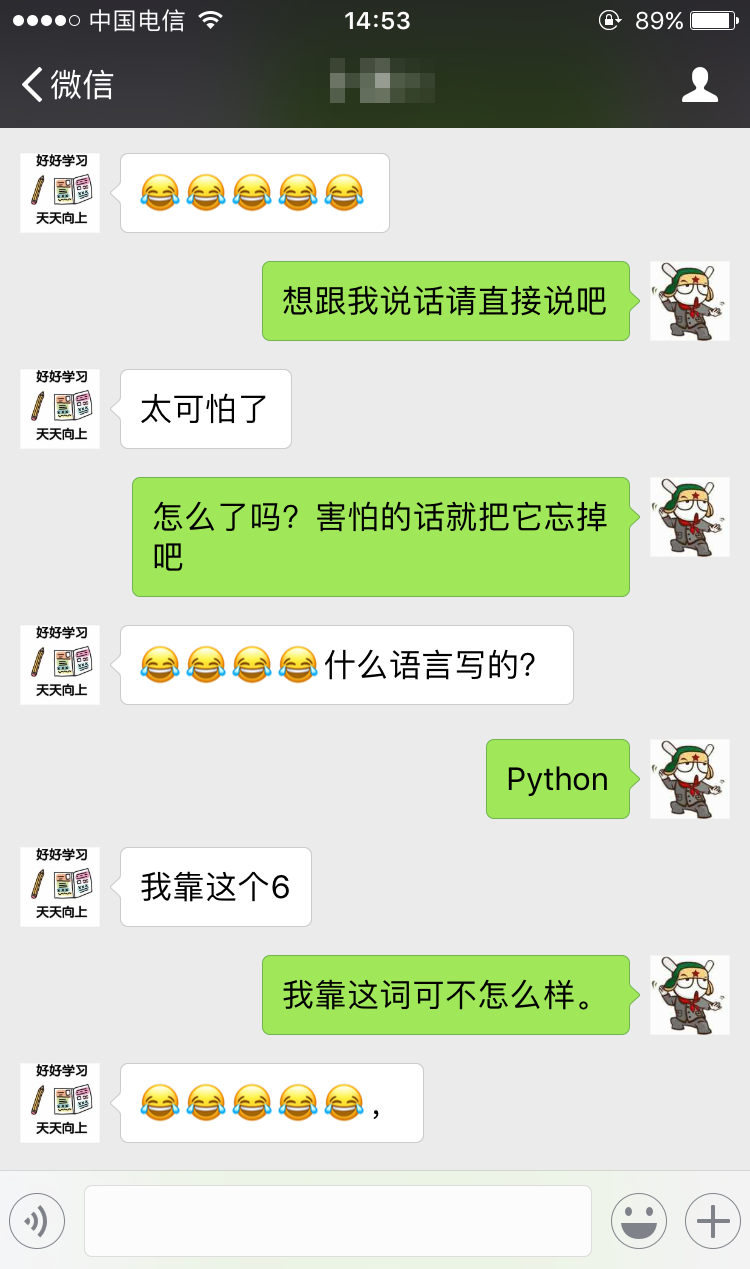 中国电信 14:53 89%
微信
好好学习
天天向上
😂😂😂😂😂
想跟我说话请直接说吧
好好学习
天天向上
太可怕了
怎么了吗？害怕的话就把它忘掉
吧
好好学习
天天向上
😂😂😂😂什么语言写的？
Python
好好学习
天天向上
我靠这个6
我靠这词可不怎么样。
好好学习
天天向上
😂😂😂😂😂，